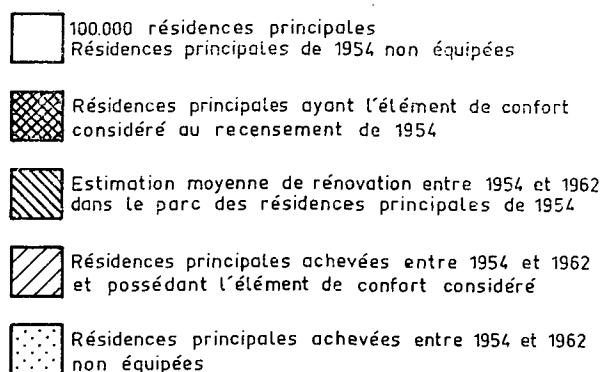 100.000 résidences principales
Résidences principales de 1954 non équipées
Résidences principales ayant l'élément de confort
considéré au recensement de 1954
Estimation moyenne de rénovation entre 1954 et 1962
dans le parc des résidences principales de 1954
Résidences principales achevées entre 1954 et 1962
et possédant l'élément de confort considéré
Résidences principales achevées entre 1954 et 1962
non équipées